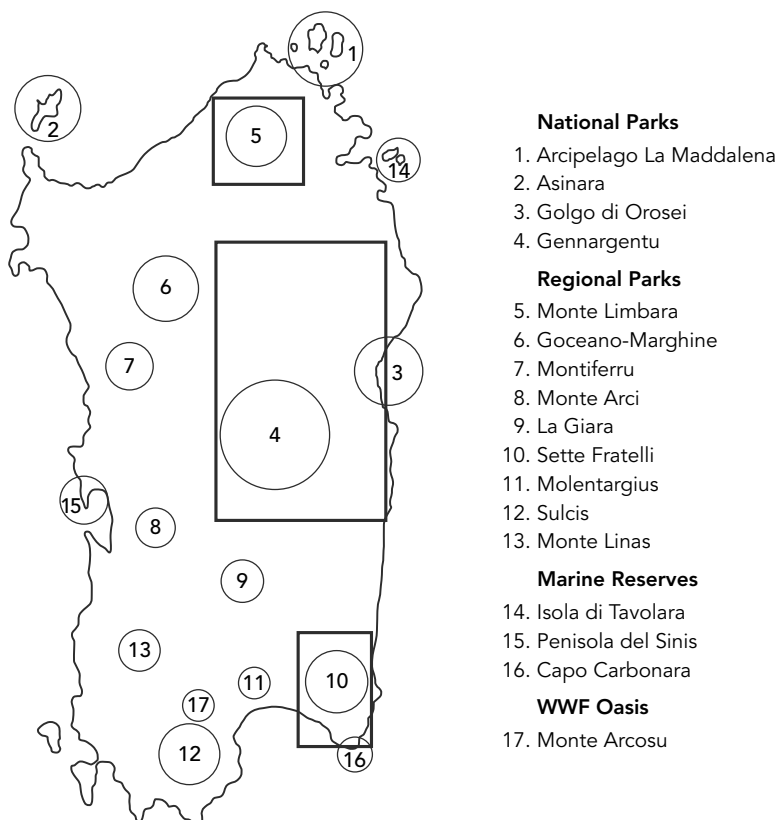 1
2
5
14
6
7
3
4
15
8
9
13
11
10
17
12
16
National Parks
1. Arcipelago La Maddalena
2. Asinara
3. Golgo di Orosei
4. Gennargentu
Regional Parks
5. Monte Limbara
6. Goceano-Marghine
7. Montiferru
8. Monte Arci
9. La Giara
10. Sette Fratelli
11. Molentargius
12. Sulcis
13. Monte Linas
Marine Reserves
14. Isola di Tavolara
15. Penisola del Sinis
16. Capo Carbonara
WWF Oasis
17. Monte Arcosu